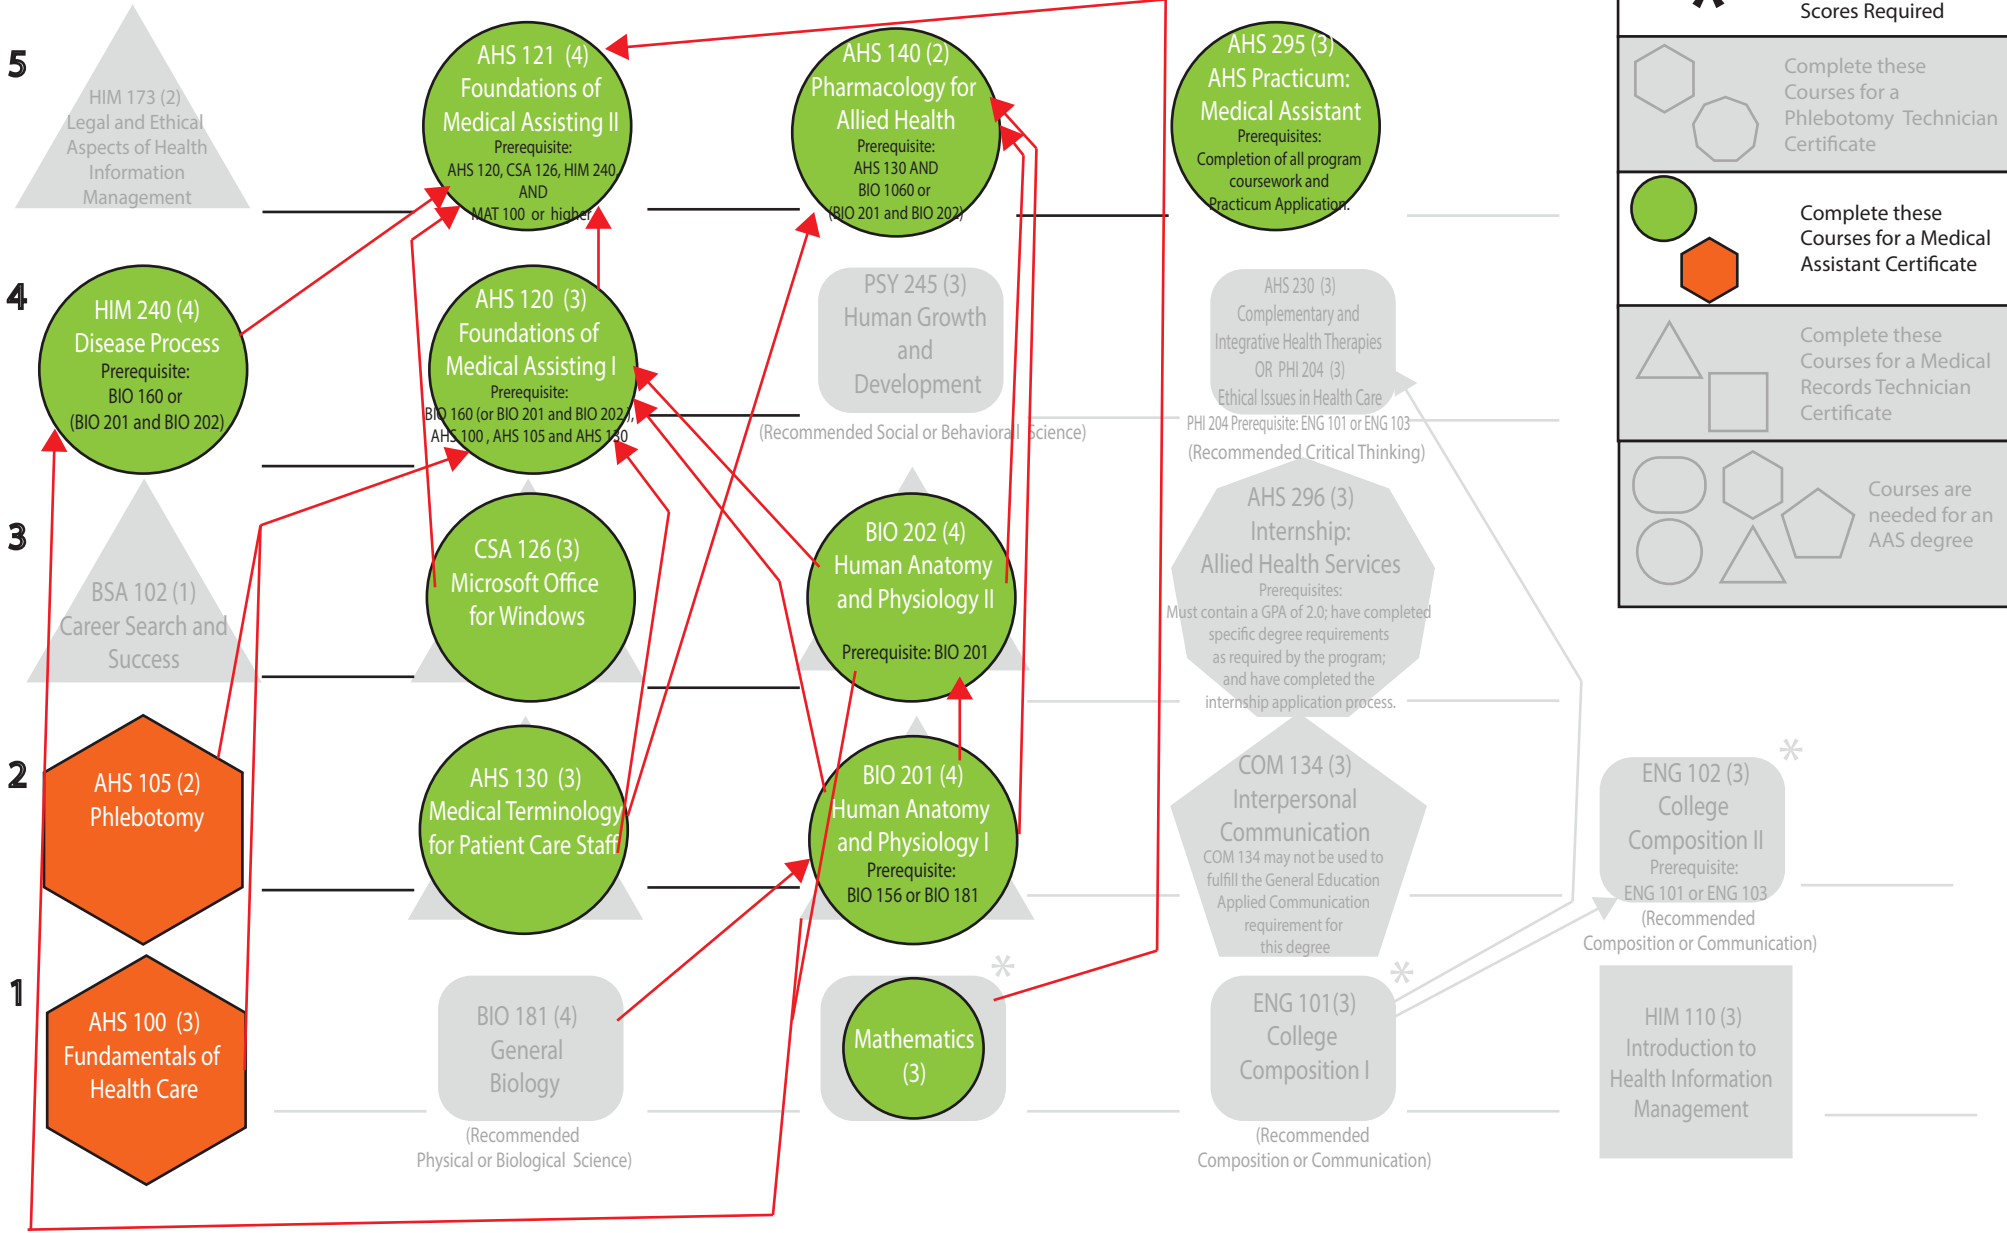 5
HIM 173 (2)
Legal and Ethical
Aspects of Health
Information
Management
AHS 121 (4)
Foundations of
Medical Assisting II
Prerequisite:
AHS 120, CSA 126, HIM 240,
AND
MAT 100 or higher
AHS 140 (2)
Pharmacology for
Allied Health
Prerequisite:
AHS 130 AND
BIO 1060 or
(BIO 201 and BIO 202)
AHS 295 (3)
AHS Practicum:
Medical Assistant
Prerequisites:
Completion of all program
coursework and
Practicum Application.
4
HIM 240 (4)
Disease Process
Prerequisite:
BIO 160 or
(BIO 201 and BIO 202)
AHS 120 (3)
Foundations of
Medical Assisting I
Prerequisite:
BIO 160 (or BIO 201 and BIO 202 ),
AHS 100 , AHS 105 and AHS 130
PSY 245 (3)
Human Growth
and
Development
(Recommended Social or Behavioral Science)
AHS 230 (3)
Complementary and
Integrative Health Therapies
OR PHI 204 (3)
Ethical Issues in Health Care
PHI 204 Prerequisite: ENG 101 or ENG 103
(Recommended Critical Thinking)
3
BSA 102 (1)
Career Search and
Success
CSA 126 (3)
Microsoft Office
for Windows
BIO 202 (4)
Human Anatomy
and Physiology II
Prerequisite: BIO 201
AHS 296 (3)
Internship:
Allied Health Services
Prerequisites:
Must contain a GPA of 2.0; have completed
specific degree requirements
as required by the program;
and have completed the
internship application process.
2
AHS 105 (2)
Phlebotomy
AHS 130 (3)
Medical Terminology
for Patient Care Staff
BIO 201 (4)
Human Anatomy
and Physiology I
Prerequisite:
BIO 156 or BIO 181
COM 134 (3)
Interpersonal
Communication
COM 134 may not be used to
fulfill the General Education
Applied Communication
requirement for
this degree
*
ENG 102 (3)
College
Composition II
Prerequisite:
ENG 101 or ENG 103
(Recommended
Composition or Communication)
1
AHS 100 (3)
Fundamentals of
Health Care
BIO 181 (4)
General
Biology
(Recommended
Physical or Biological Science)
*
Mathematics
(3)
*
ENG 101(3)
College
Composition I
(Recommended
Composition or Communication)
HIM 110 (3)
Introduction to
Health Information
Management
*
Scores Required
Complete these
Courses for a
Phlebotomy Technician
Certificate
Complete these
Courses for a Medical
Assistant Certificate
Complete these
Courses for a Medical
Records Technician
Certificate
Courses are
needed for an
AAS degree